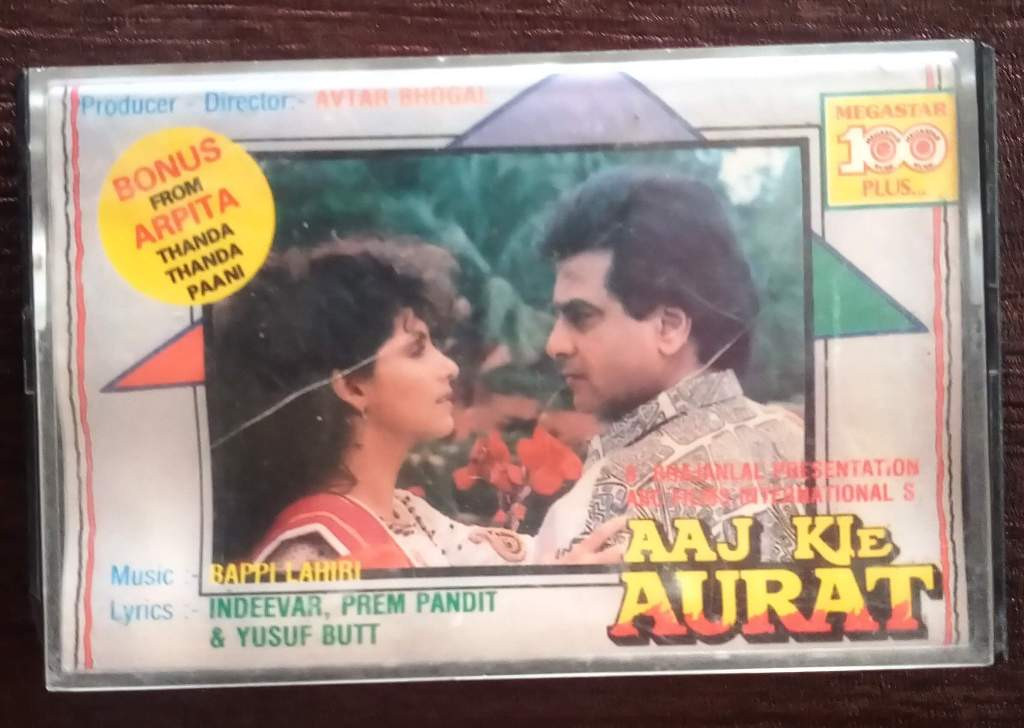 Producer - Director:- AVTAR BHOGAL
BONUS
FROM
ARPITA
THANDA
THANDA
PAANI
MEGASTAR
100
PLUS...
PRESENTATION
FILMS INTERNATIONAL S
AAJ KIE
AURAT
Music :- BAPPI LAHIRI
Lyrics :- INDEEVAR, PREM PANDIT
& YUSUF BUTT